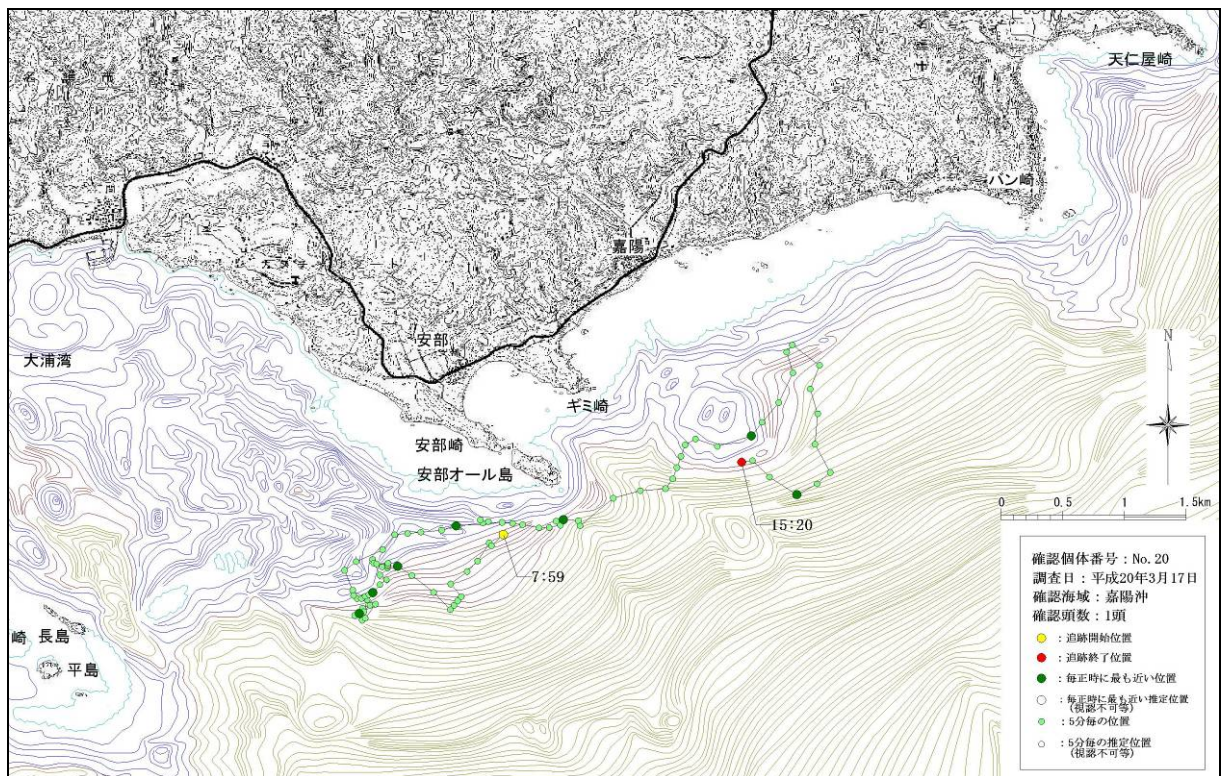 天仁屋崎
バン崎
嘉陽
安部
大浦湾
ギミ崎
安部崎
安部オール島
N
0 0.5 1 1.5km
15:20
7:59
崎
長島
平島
確認個体番号：No.20
調査日：平成20年3月17日
確認海域：嘉陽沖
確認頭数：1頭
：追跡開始位置
：追跡終了位置
：毎正時に最も近い位置
：毎正時に最も近い推定位置
(視認不可等)
：5分毎の位置
：5分毎の推定位置
(視認不可等)